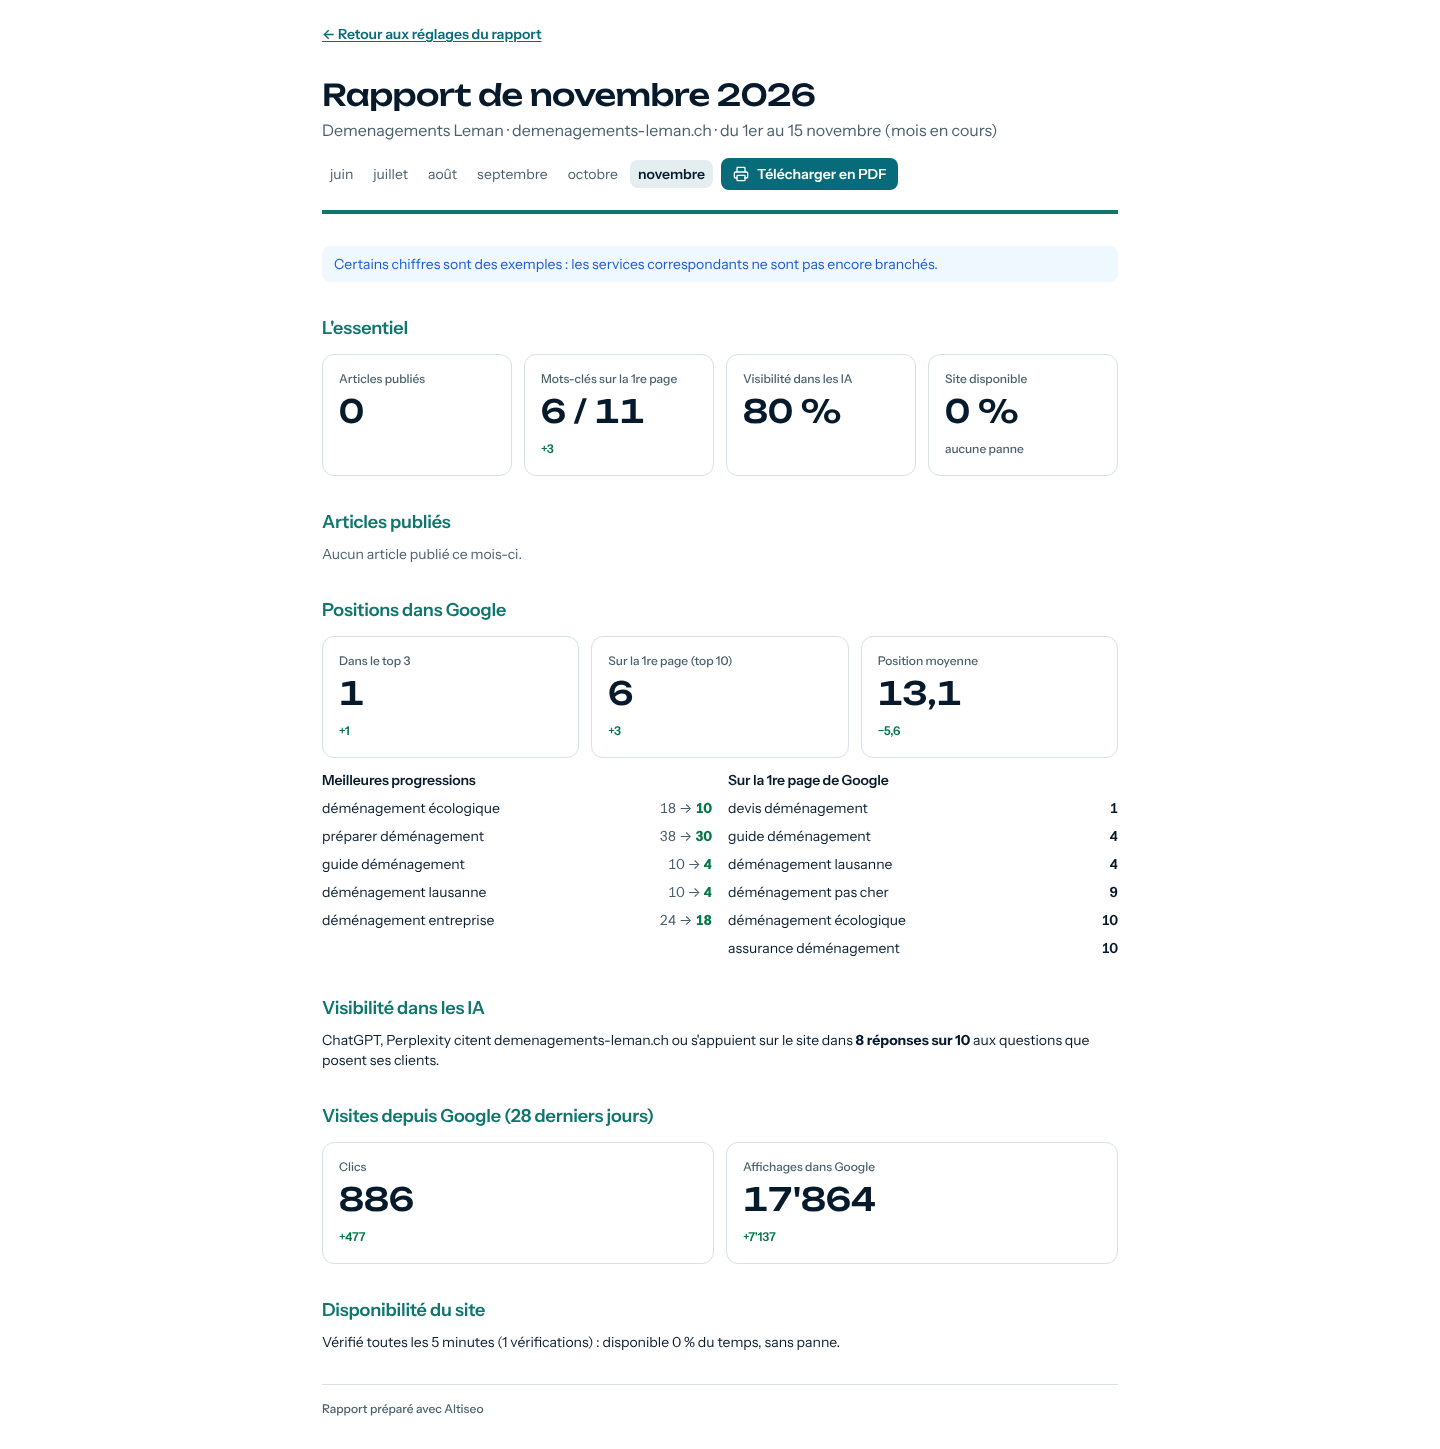 ← Retour aux réglages du rapport
Rapport de novembre 2026
Demenagements Leman · demenagements-leman.ch · du 1er au 15 novembre (mois en cours)
juin juillet août septembre octobre novembre Télécharger en PDF
Certains chiffres sont des exemples : les services correspondants ne sont pas encore branchés.
L'essentiel
Articles publiés
0
Mots-clés sur la 1re page
6 / 11
+3
Visibilité dans les IA
80 %
Site disponible
0 %
aucune panne
Articles publiés
Aucun article publié ce mois-ci.
Positions dans Google
Dans le top 3
1
+1
Sur la 1re page (top 10)
6
+3
Position moyenne
13,1
−5,6
Meilleures progressions
déménagement écologique 18 → 10
préparer déménagement 38 → 30
guide déménagement 10 → 4
déménagement lausanne 10 → 4
déménagement entreprise 24 → 18
Sur la 1re page de Google
devis déménagement 1
guide déménagement 4
déménagement lausanne 4
déménagement pas cher 9
déménagement écologique 10
assurance déménagement 10
Visibilité dans les IA
ChatGPT, Perplexity citent demenagements-leman.ch ou s'appuient sur le site dans 8 réponses sur 10 aux questions que
posent ses clients.
Visites depuis Google (28 derniers jours)
Clics
886
+477
Affichages dans Google
17'864
+7'137
Disponibilité du site
Vérifié toutes les 5 minutes (1 vérifications) : disponible 0 % du temps, sans panne.
Rapport préparé avec Altiseo